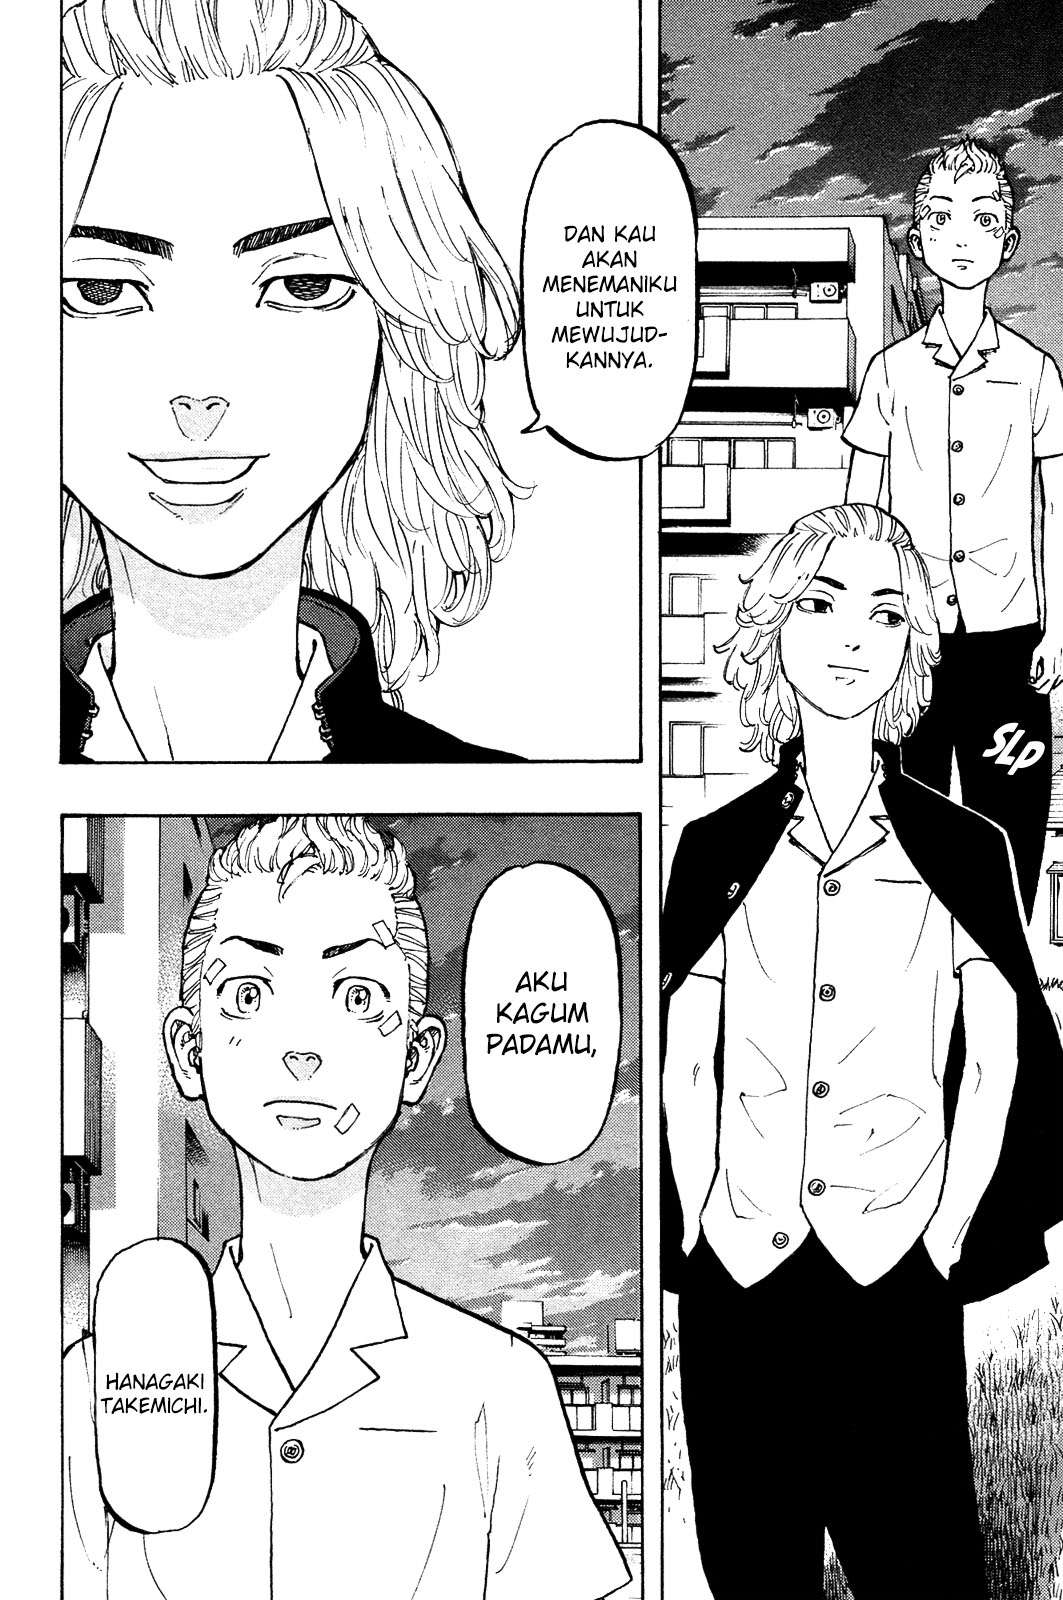 DAN KAU
AKAN
MENEMANIKU
UNTUK
MEWUJUD-
KANNYA.
SLP
AKU
KAGUM
PADAMU,
HANAGAKI
TAKEMICHI.